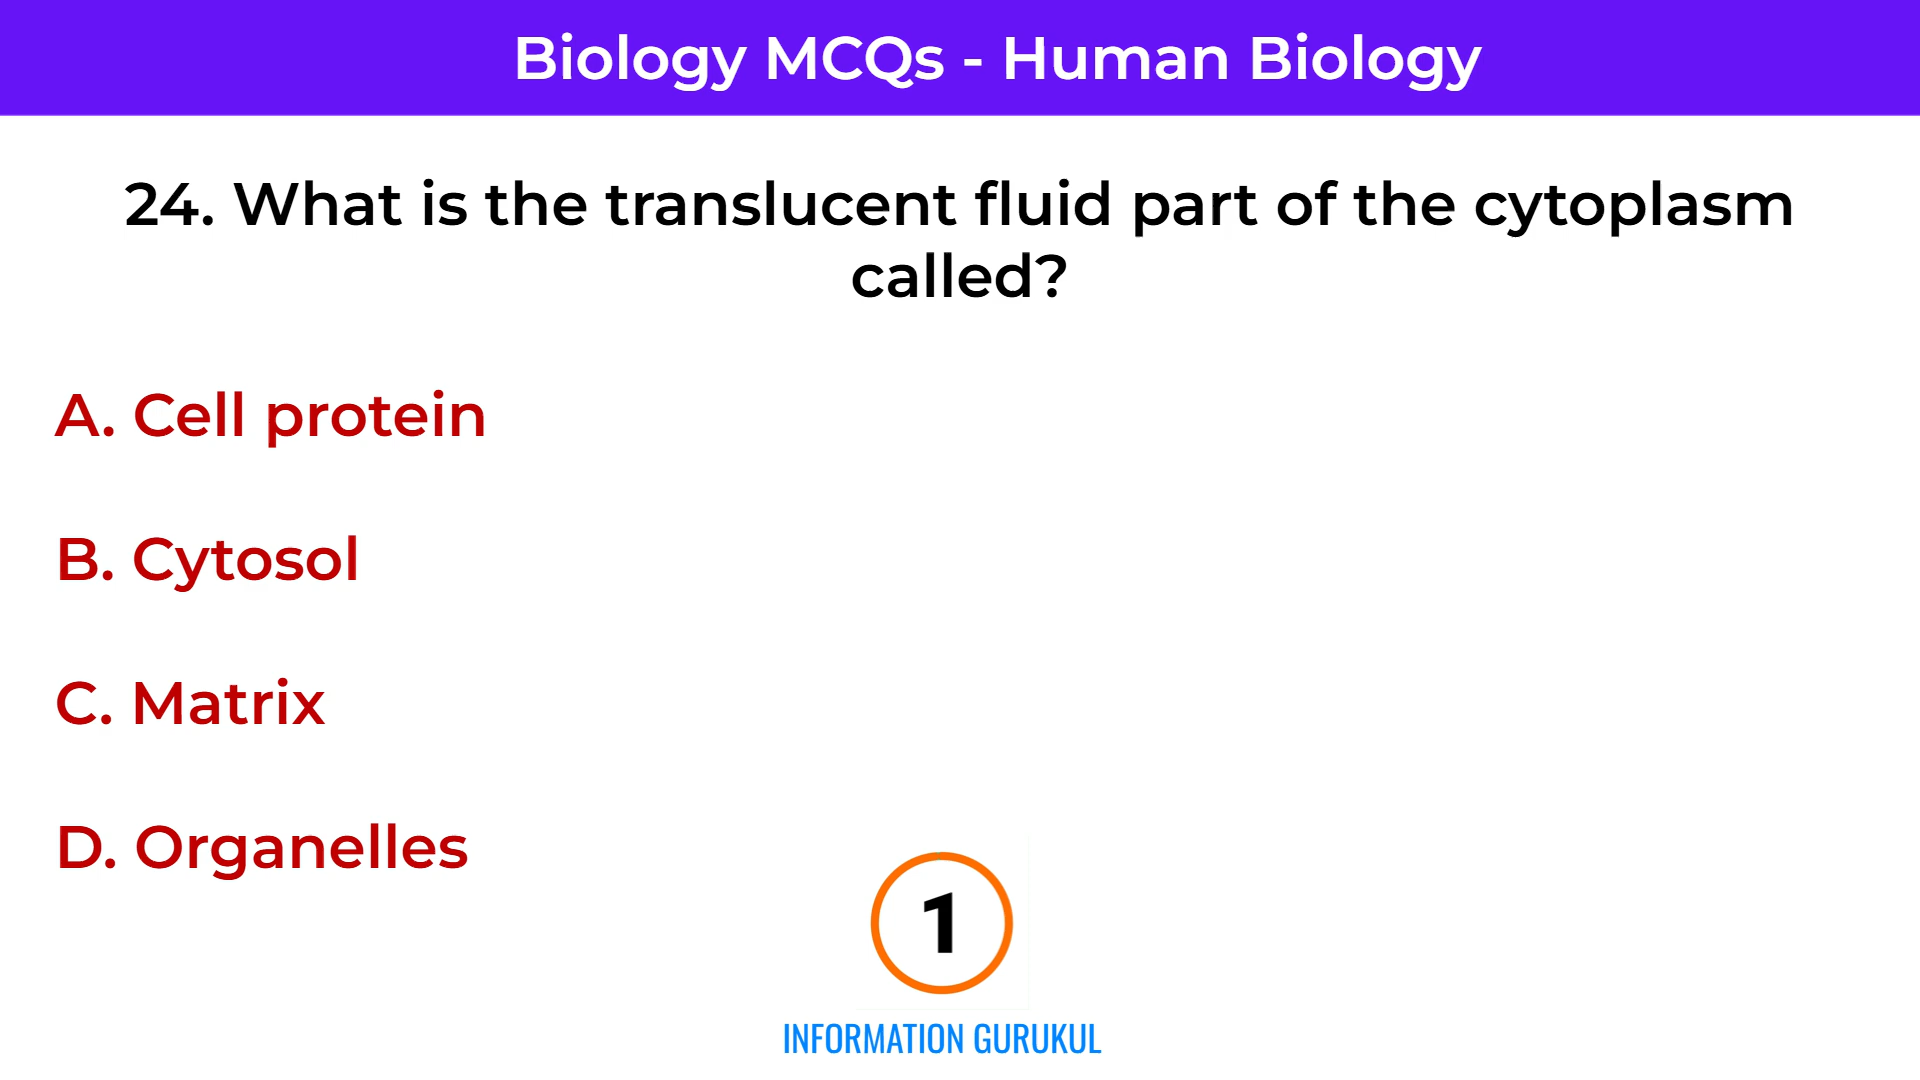 Biology MCQs - Human Biology
24. What is the translucent fluid part of the cytoplasm
called?
A. Cell protein
B. Cytosol
C. Matrix
D. Organelles
1
INFORMATION GURUKUL